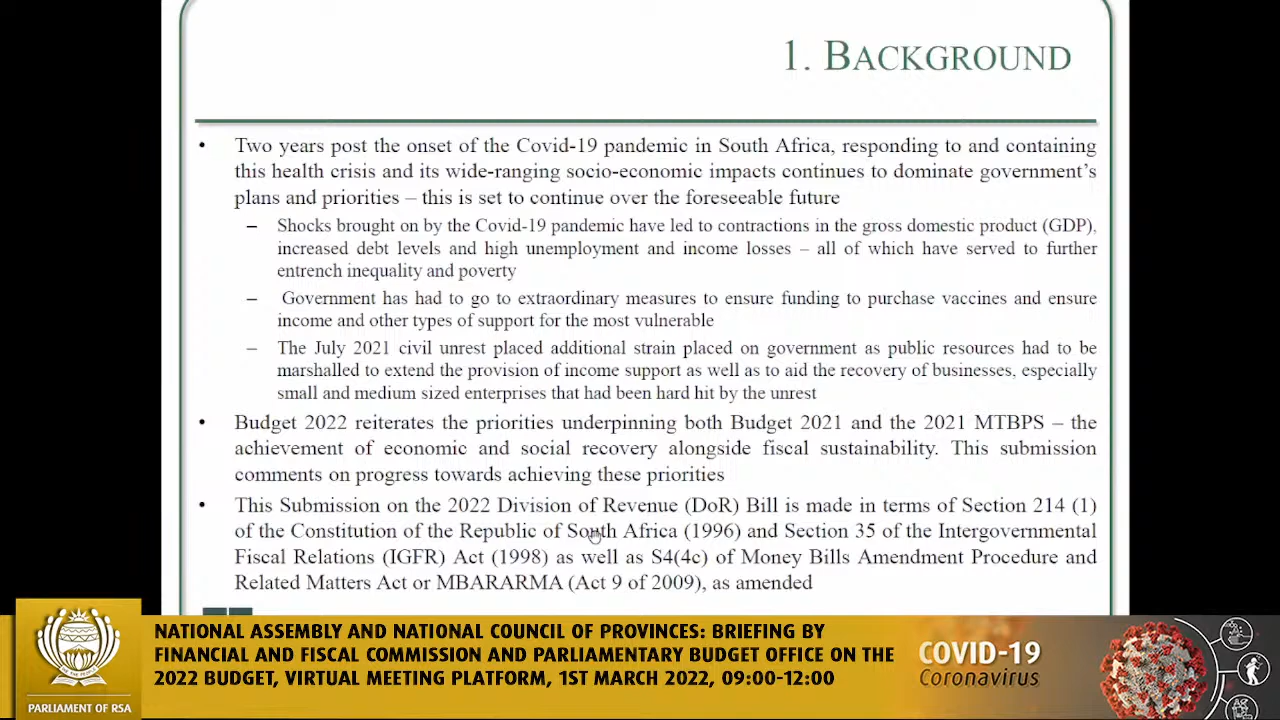 1. BACKGROUND
• Two years post the onset of the Covid-19 pandemic in South Africa, responding to and containing
this health crisis and its wide-ranging socio-economic impacts continues to dominate government's
plans and priorities – this is set to continue over the foreseeable future
– Shocks brought on by the Covid-19 pandemic have led to contractions in the gross domestic product (GDP),
increased debt levels and high unemployment and income losses – all of which have served to further
entrench inequality and poverty
– Government has had to go to extraordinary measures to ensure funding to purchase vaccines and ensure
income and other types of support for the most vulnerable
– The July 2021 civil unrest placed additional strain placed on government as public resources had to be
marshalled to extend the provision of income support as well as to aid the recovery of businesses, especially
small and medium sized enterprises that had been hard hit by the unrest
• Budget 2022 reiterates the priorities underpinning both Budget 2021 and the 2021 MTBPS – the
achievement of economic and social recovery alongside fiscal sustainability. This submission
comments on progress towards achieving these priorities
• This Submission on the 2022 Division of Revenue (DoR) Bill is made in terms of Section 214 (1)
of the Constitution of the Republic of South Africa (1996) and Section 35 of the Intergovernmental
Fiscal Relations (IGFR) Act (1998) as well as S4(4c) of Money Bills Amendment Procedure and
Related Matters Act or MBARARMA (Act 9 of 2009), as amended
NATIONAL ASSEMBLY AND NATIONAL COUNCIL OF PROVINCES: BRIEFING BY
FINANCIAL AND FISCAL COMMISSION AND PARLIAMENTARY BUDGET OFFICE ON THE
2022 BUDGET, VIRTUAL MEETING PLATFORM, 1ST MARCH 2022, 09:00-12:00
PARLIAMENT OF RSA
COVID-19
Coronavirus